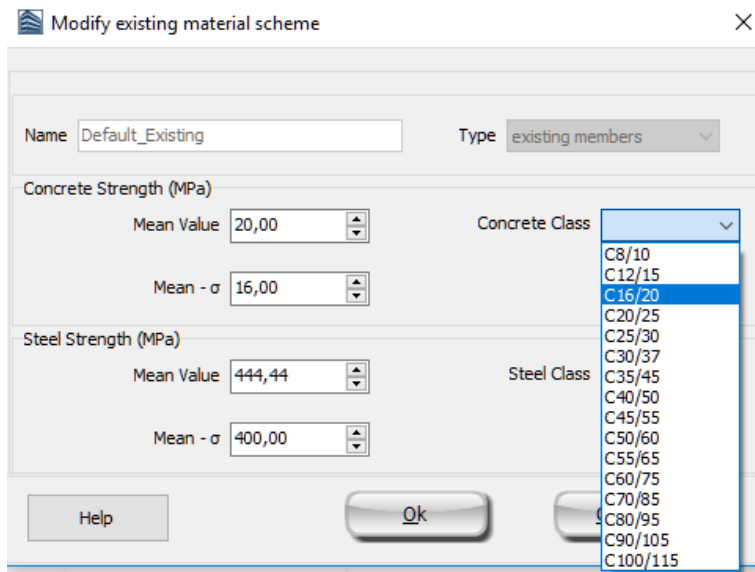 Modify existing material scheme
Name Default_Existing Type existing members
Concrete Strength (MPa)
Mean Value 20,00 Concrete Class
Mean - σ 16,00
C8/10
C12/15
C16/20
C20/25
C25/30
C30/37
C35/45
C40/50
C45/55
C50/60
C55/65
C60/75
C70/85
C80/95
C90/105
C100/115
Steel Strength (MPa)
Mean Value 444,44 Steel Class
Mean - σ 400,00
Help Ok